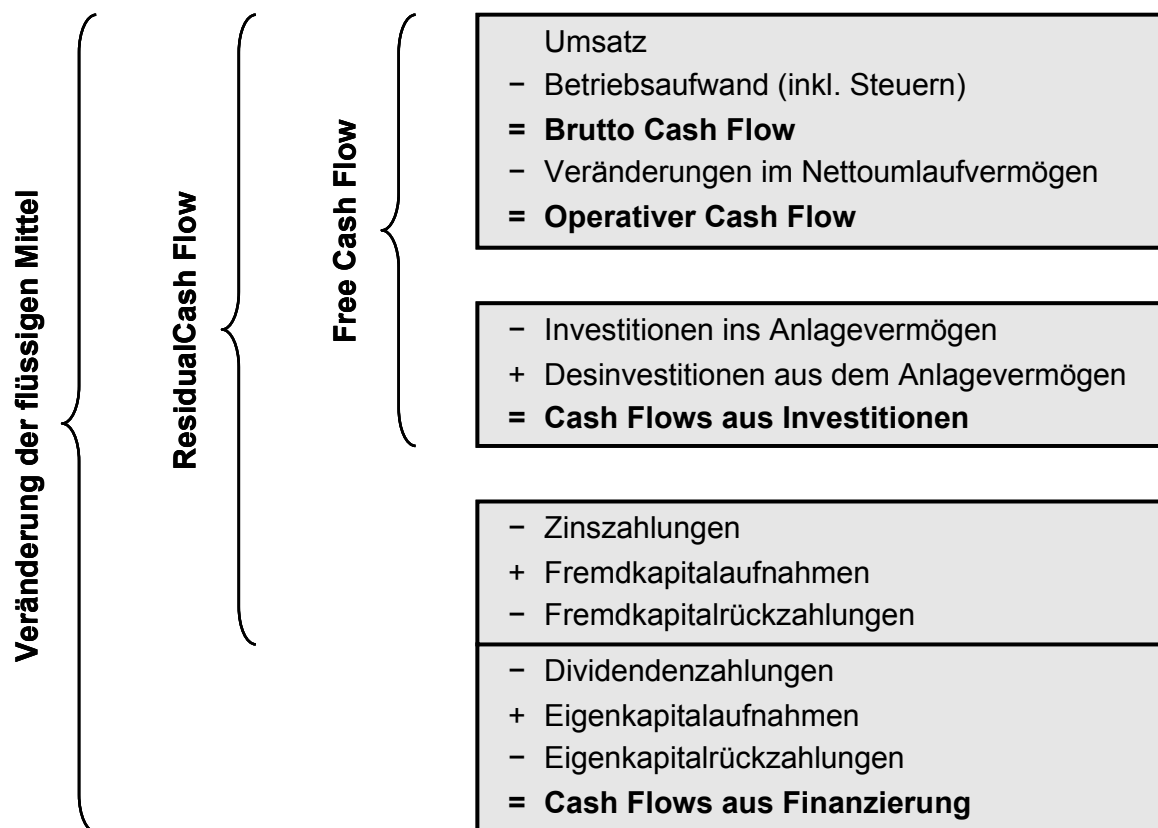 Veränderung der flüssigen Mittel
ResidualCash Flow
Free Cash Flow
Umsatz
− Betriebsaufwand (inkl. Steuern)
= Brutto Cash Flow
− Veränderungen im Nettoumlaufvermögen
= Operativer Cash Flow
− Investitionen ins Anlagevermögen
+ Desinvestitionen aus dem Anlagevermögen
= Cash Flows aus Investitionen
− Zinszahlungen
+ Fremdkapitalaufnahmen
− Fremdkapitalrückzahlungen
− Dividendenzahlungen
+ Eigenkapitalaufnahmen
− Eigenkapitalrückzahlungen
= Cash Flows aus Finanzierung